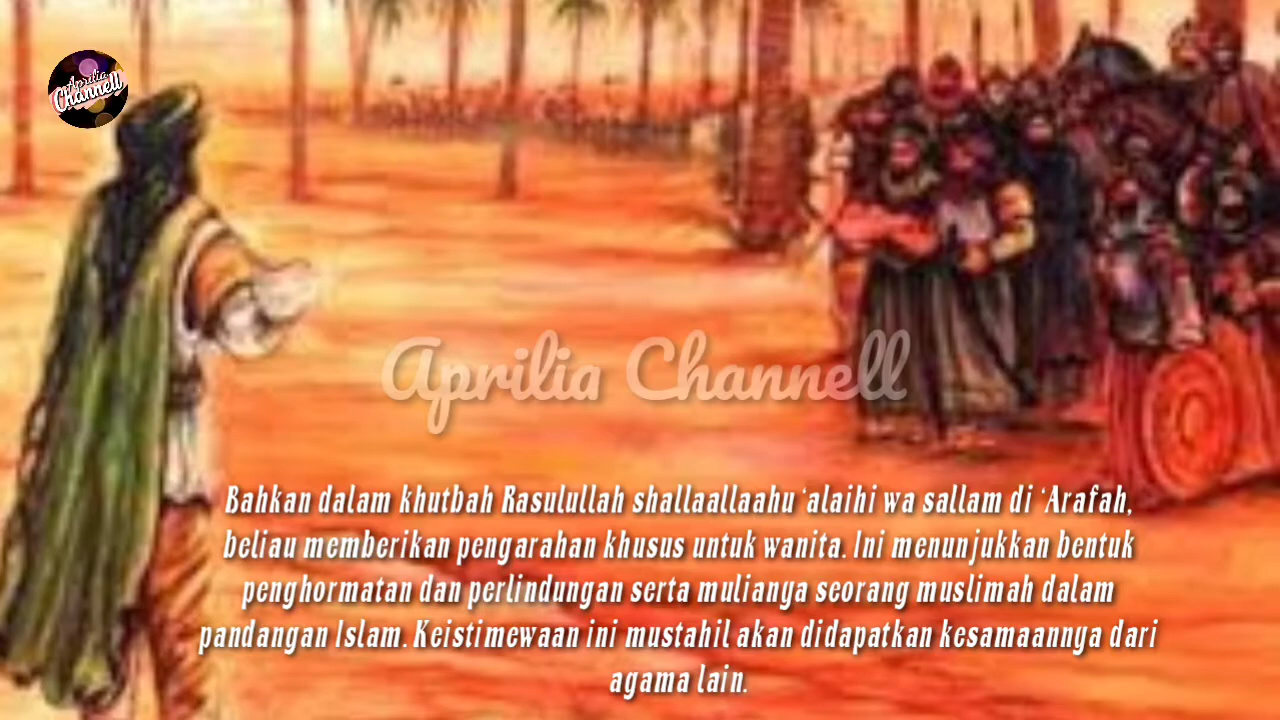 Aprilia
Channell
Aprilia Channell
Bahkan dalam khutbah Rasulullah shallaallaahu ‘alaihi wa sallam di ‘Arafah,
beliau memberikan pengarahan khusus untuk wanita. Ini menunjukkan bentuk
penghormatan dan perlindungan serta mulianya seorang muslimah dalam
pandangan Islam. Keistimewaan ini mustahil akan didapatkan kesamaannya dari
agama lain.